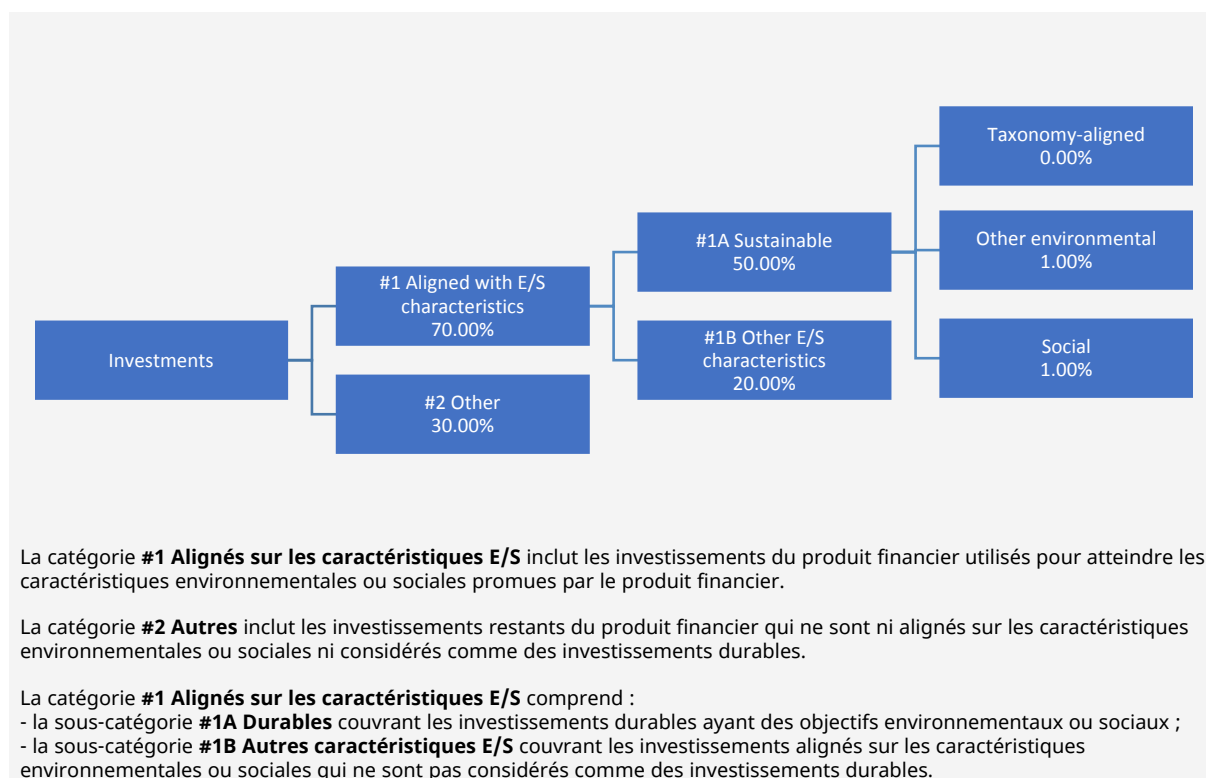 Investments
#1 Aligned with E/S
characteristics
70.00%
#2 Other
30.00%
#1A Sustainable
50.00%
#1B Other E/S
characteristics
20.00%
Taxonomy-aligned
0.00%
Other environmental
1.00%
Social
1.00%
La catégorie #1 Alignés sur les caractéristiques E/S inclut les investissements du produit financier utilisés pour atteindre les
caractéristiques environnementales ou sociales promues par le produit financier.
La catégorie #2 Autres inclut les investissements restants du produit financier qui ne sont ni alignés sur les caractéristiques
environnementales ou sociales ni considérés comme des investissements durables.
La catégorie #1 Alignés sur les caractéristiques E/S comprend :
- la sous-catégorie #1A Durables couvrant les investissements durables ayant des objectifs environnementaux ou sociaux ;
- la sous-catégorie #1B Autres caractéristiques E/S couvrant les investissements alignés sur les caractéristiques
environnementales ou sociales qui ne sont pas considérés comme des investissements durables.